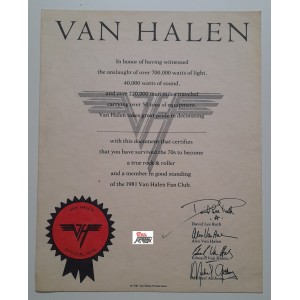 VAN HALEN
In honor of having witnessed
the onslaught of over 700,000 watts of light,
40,000 watts of sound,
and over 120,000 man miles traveled
carrying over 50 tons of equipment,
Van Halen takes great pride in declaring
with this document that certifies
that you have survived the 70s to become
a true rock & roller
and a member in good standing
of the 1981 Van Halen Fan Club.
David Lee Roth
Alex Van Halen
Edward Van Halen
VAN HALEN